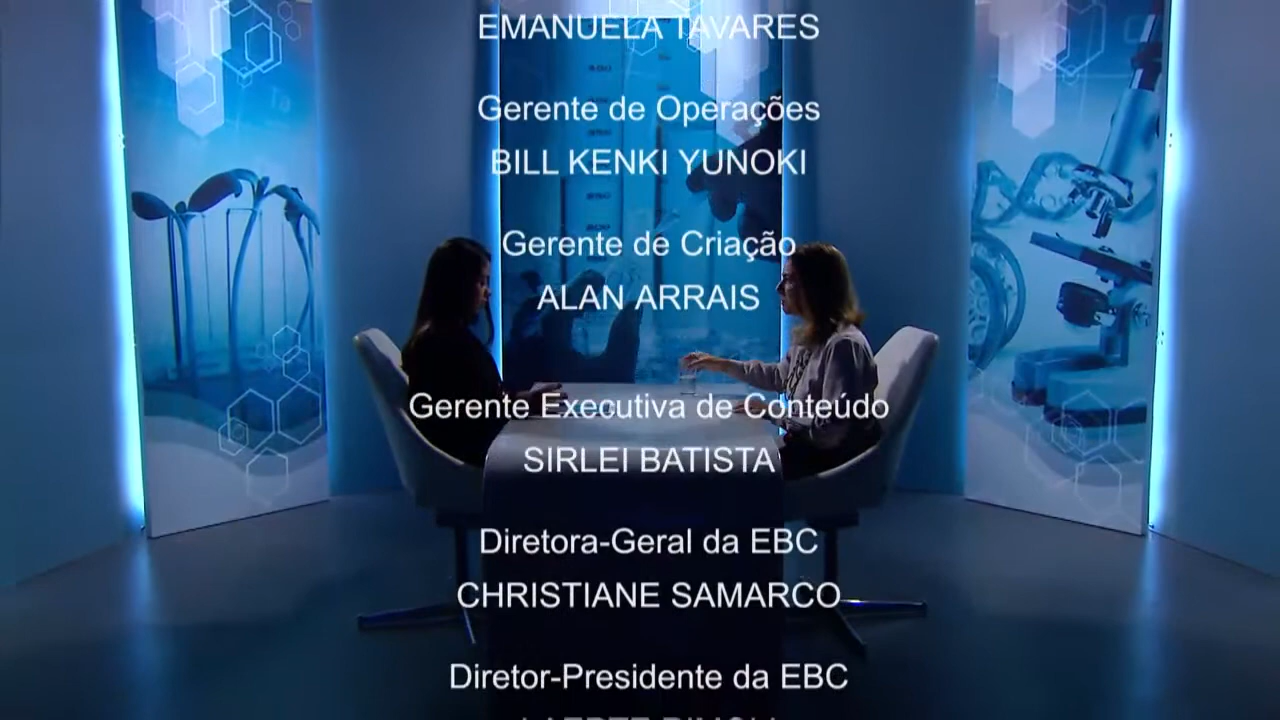 EMANUELA TAVARES
Gerente de Operações
BILL KENKI YUNOKI
Gerente de Criação
ALAN ARRAIS
Gerente Executiva de Conteúdo
SIRLEI BATISTA
Diretora-Geral da EBC
CHRISTIANE SAMARCO
Diretor-Presidente da EBC